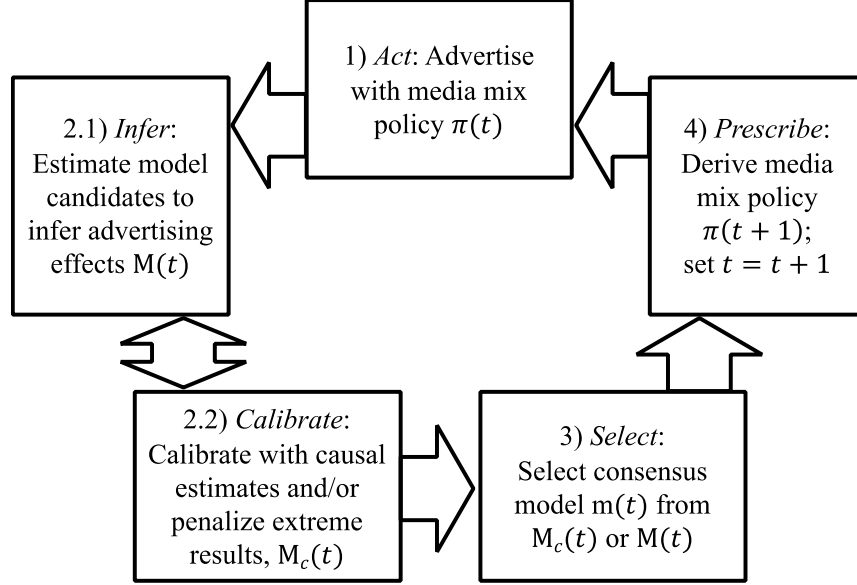 1) Act: Advertise
with media mix
policy π(t)
2.1) Infer:
Estimate model
candidates to
infer advertising
effects M(t)
2.2) Calibrate:
Calibrate with causal
estimates and/or
penalize extreme
results, M_c(t)
3) Select:
Select consensus
model m(t) from
M_c(t) or M(t)
4) Prescribe:
Derive media
mix policy
π(t + 1);
set t = t + 1